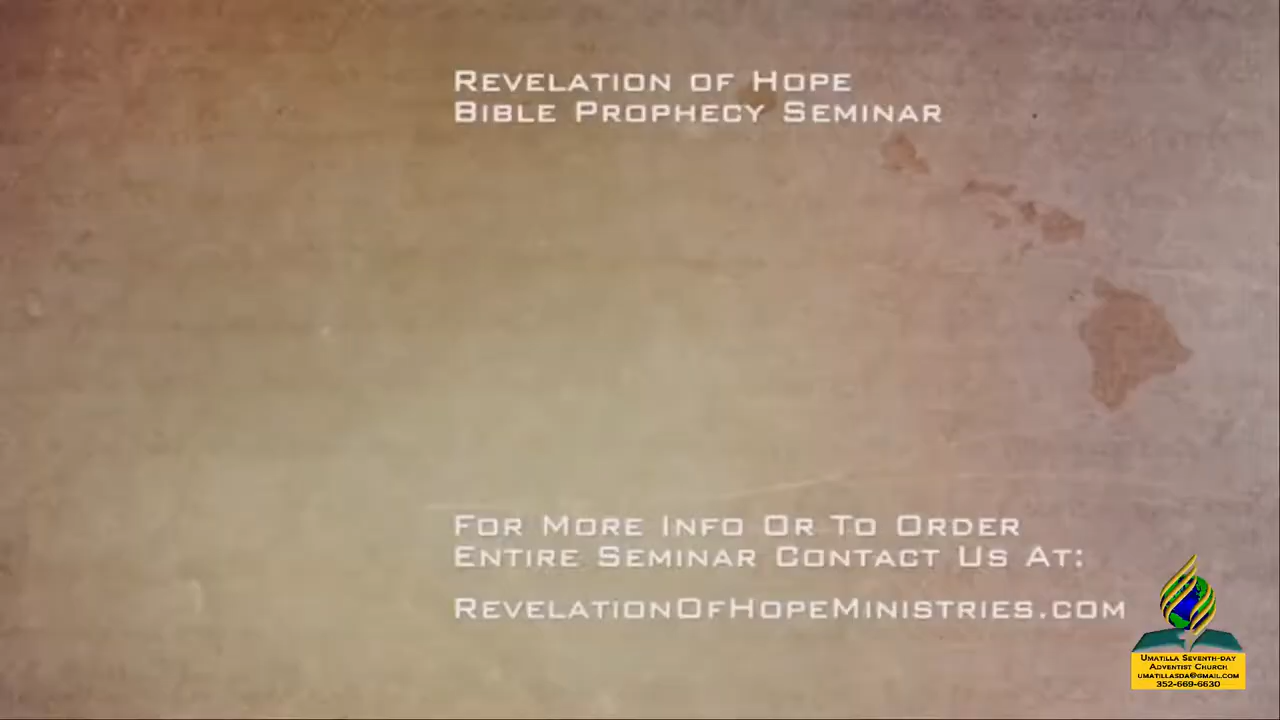 Revelation of Hope
Bible Prophecy Seminar
For More Info Or To Order
Entire Seminar Contact Us At:
RevelationOfHopeMinistries.com
Umatilla Seventh-day
Adventist Church
umatillasda@gmail.com
352-669-6630